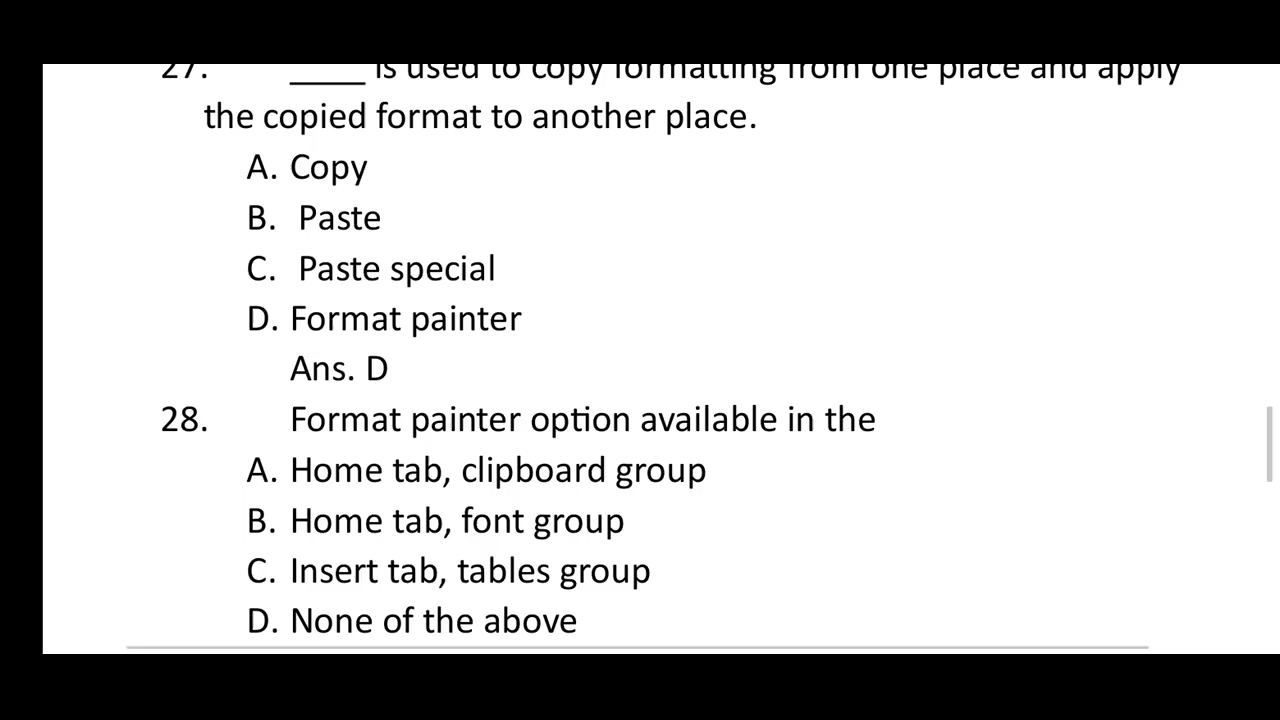 27. ____ is used to copy formatting from one place and apply
the copied format to another place.
A. Copy
B. Paste
C. Paste special
D. Format painter
Ans. D
28. Format painter option available in the
A. Home tab, clipboard group
B. Home tab, font group
C. Insert tab, tables group
D. None of the above